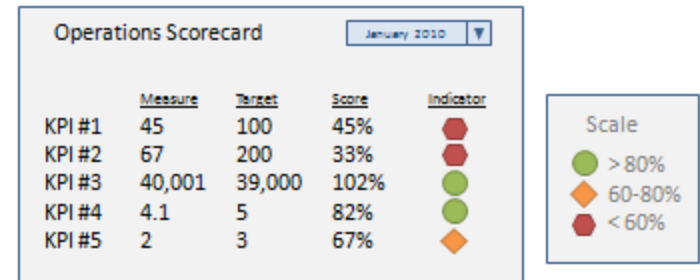 Operations Scorecard January 2010
Measure Target Score Indicator
KPI #1 45 100 45%
KPI #2 67 200 33%
KPI #3 40,001 39,000 102%
KPI #4 4.1 5 82%
KPI #5 2 3 67%
Scale
> 80%
60-80%
< 60%